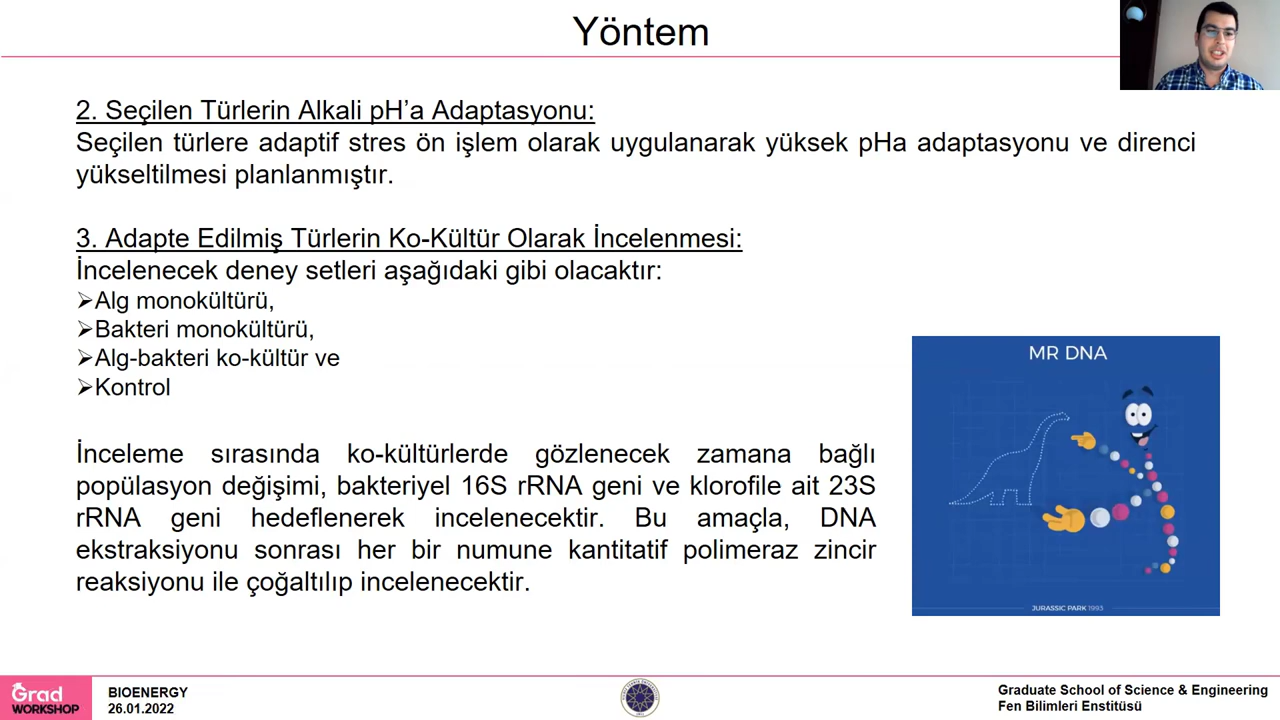 Yöntem
2. Seçilen Türlerin Alkali pH’a Adaptasyonu:
Seçilen türlere adaptif stres ön işlem olarak uygulanarak yüksek pHa adaptasyonu ve direnci
yükseltilmesi planlanmıştır.
3. Adapte Edilmiş Türlerin Ko-Kültür Olarak İncelenmesi:
İncelenecek deney setleri aşağıdaki gibi olacaktır:
➢Alg monokültürü,
➢Bakteri monokültürü,
➢Alg-bakteri ko-kültür ve
➢Kontrol
İnceleme sırasında ko-kültürlerde gözlenecek zamana bağlı
popülasyon değişimi, bakteriyel 16S rRNA geni ve klorofile ait 23S
rRNA geni hedeflenerek incelenecektir. Bu amaçla, DNA
ekstraksiyonu sonrası her bir numune kantitatif polimeraz zincir
reaksiyonu ile çoğaltılıp incelenecektir.
MR DNA
JURASSIC PARK 1993
Grad
WORKSHOP
BIOENERGY
26.01.2022
Graduate School of Science & Engineering
Fen Bilimleri Enstitüsü